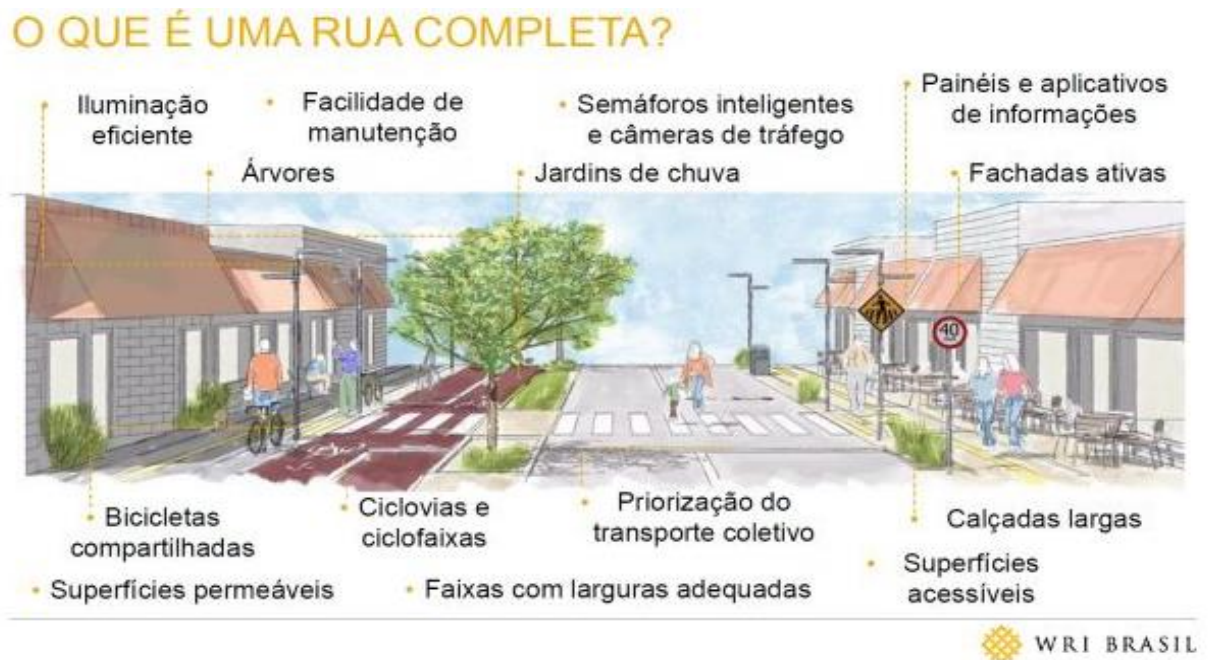 O QUE É UMA RUA COMPLETA?
Iluminação
eficiente
Facilidade de
manutenção
Semáforos inteligentes
e câmeras de tráfego
Painéis e aplicativos
de informações
Árvores
Jardins de chuva
Fachadas ativas
40
Bicicletas
compartilhadas
Ciclovias e
ciclofaixas
Priorização do
transporte coletivo
Calçadas largas
Superfícies permeáveis
Faixas com larguras adequadas
Superfícies
acessíveis
WRI BRASIL